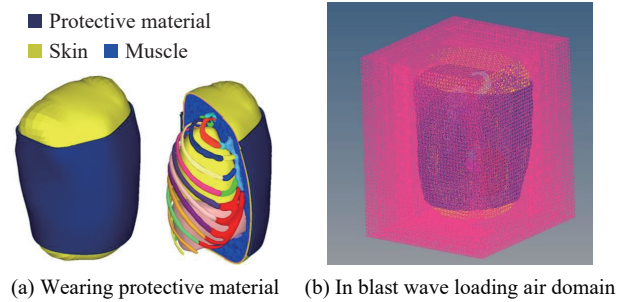 Protective material
Skin Muscle
(a) Wearing protective material (b) In blast wave loading air domain